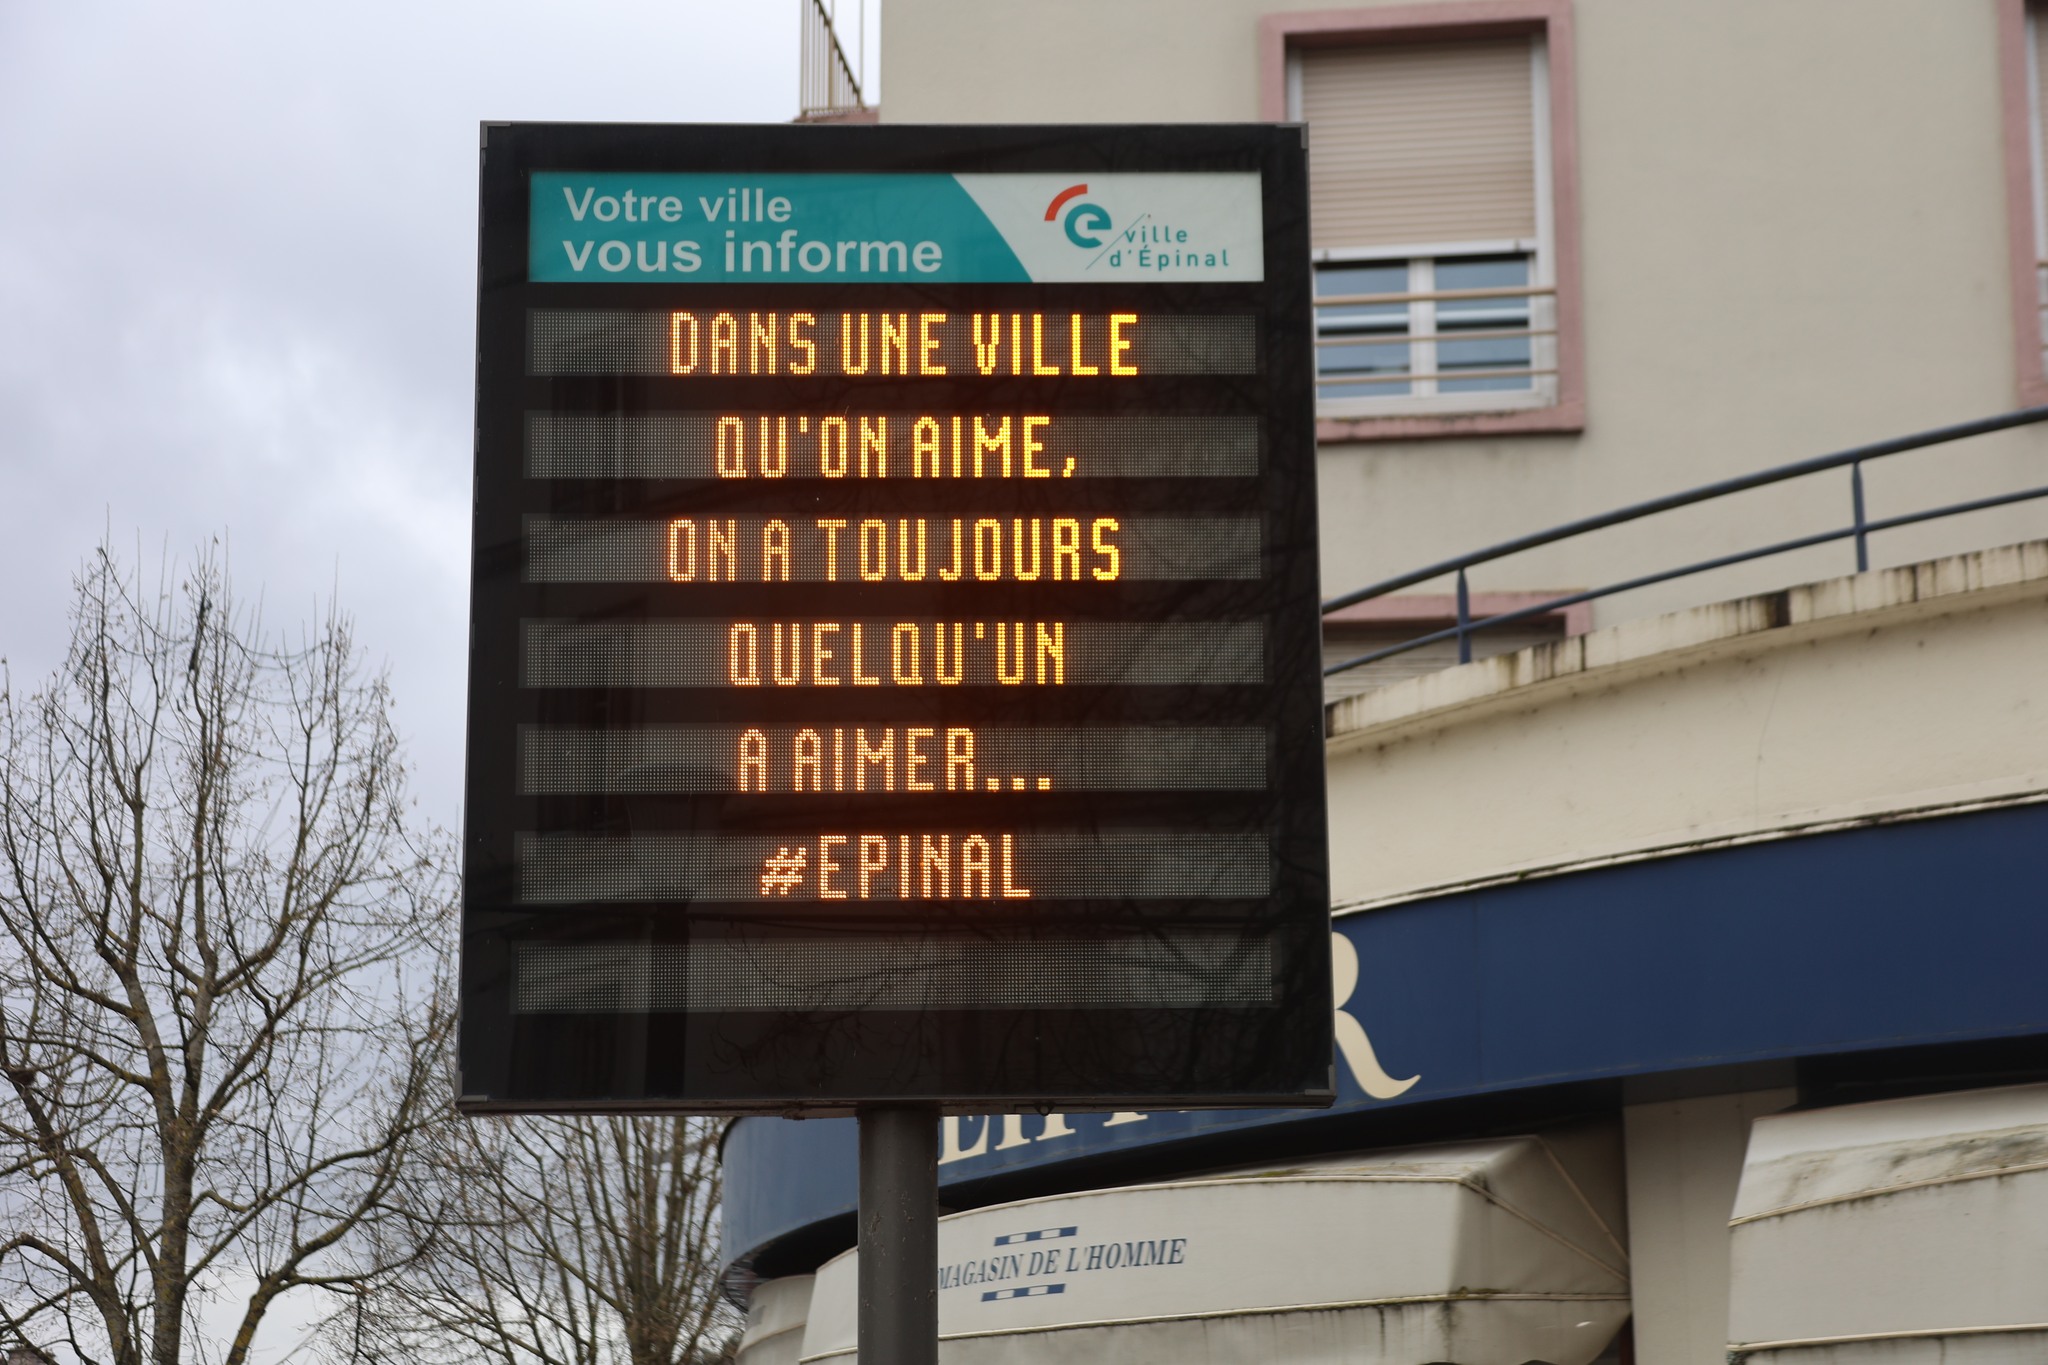 Votre ville
vous informe
ville
d'Épinal
DANS UNE VILLE
QU'ON AIME,
ON A TOUJOURS
QUELQU'UN
A AIMER...
#EPINAL
MAGASIN DE L'HOMME